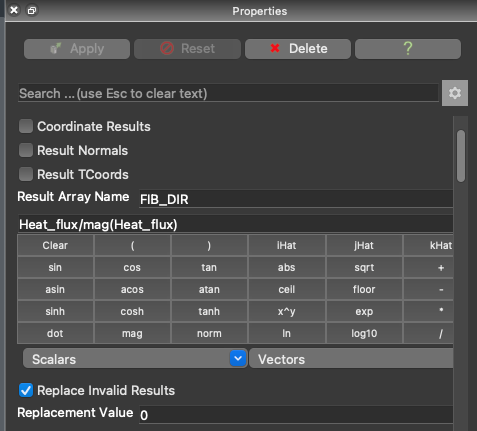 Properties
Apply Reset Delete ?
Search ... (use Esc to clear text)
Coordinate Results
Result Normals
Result TCoords
Result Array Name FIB_DIR
Heat_flux/mag(Heat_flux)
Clear ( ) iHat jHat kHat
sin cos tan abs sqrt +
asin acos atan ceil floor -
sinh cosh tanh x^y exp *
dot mag norm ln log10 /
Scalars Vectors
Replace Invalid Results
Replacement Value 0